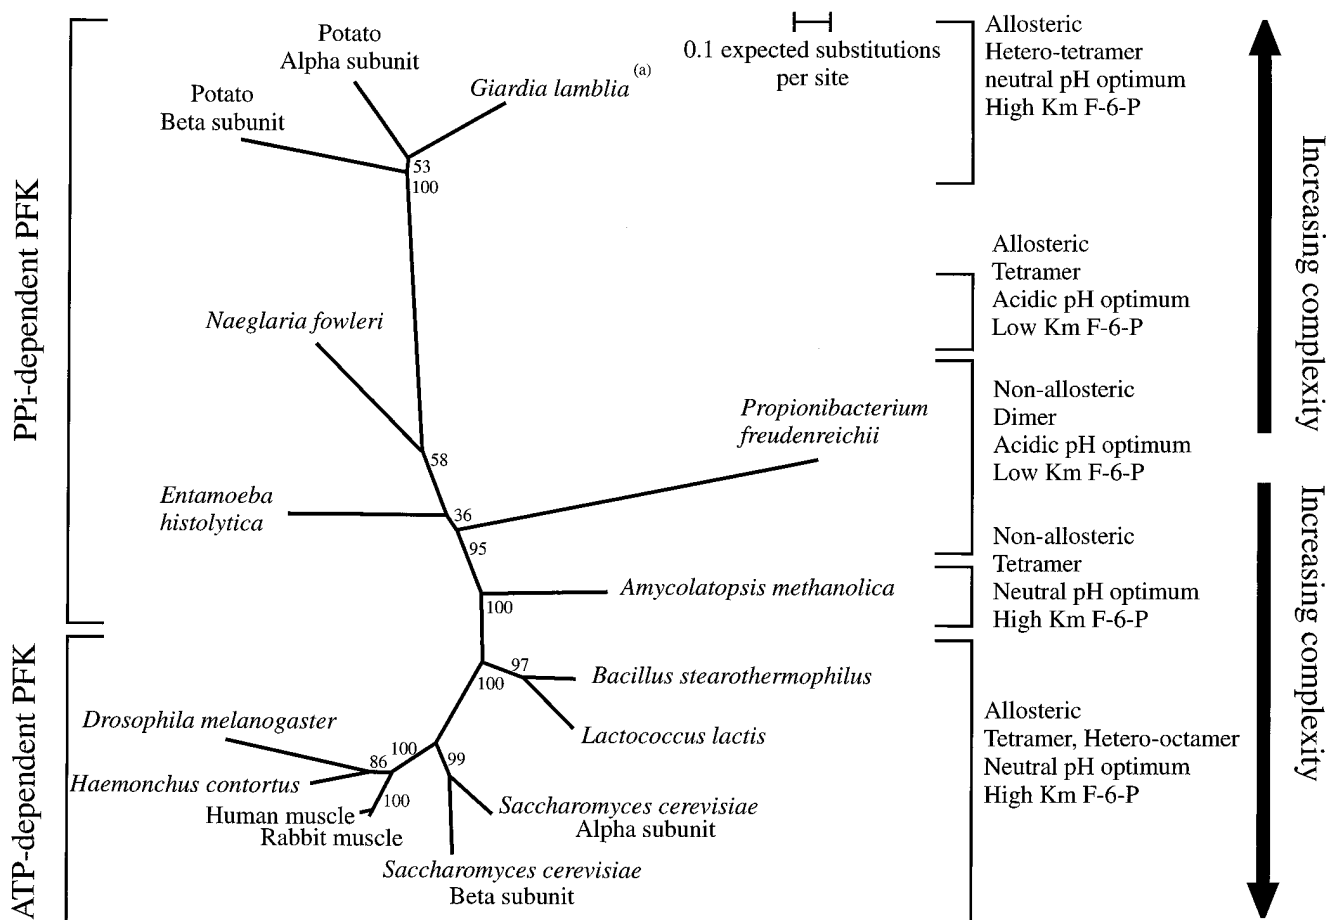 Potato
Alpha subunit
Giardia lamblia (a)
Potato
Beta subunit
53
100
0.1 expected substitutions
per site
Allosteric
Hetero-tetramer
neutral pH optimum
High Km F-6-P
PPi-dependent PFK
Increasing complexity
Naeglaria fowleri
58
Allosteric
Tetramer
Acidic pH optimum
Low Km F-6-P
Propionibacterium
freudenreichii
Non-allosteric
Dimer
Acidic pH optimum
Low Km F-6-P
Entamoeba
histolytica
36
95
Amycolatopsis methanolica
100
Non-allosteric
Tetramer
Neutral pH optimum
High Km F-6-P
ATP-dependent PFK
Increasing complexity
97
100
Bacillus stearothermophilus
Lactococcus lactis
Drosophila melanogaster
100
86
99
Haemonchus contortus
100
Human muscle
Rabbit muscle
Saccharomyces cerevisiae
Alpha subunit
Saccharomyces cerevisiae
Beta subunit
Allosteric
Tetramer, Hetero-octamer
Neutral pH optimum
High Km F-6-P